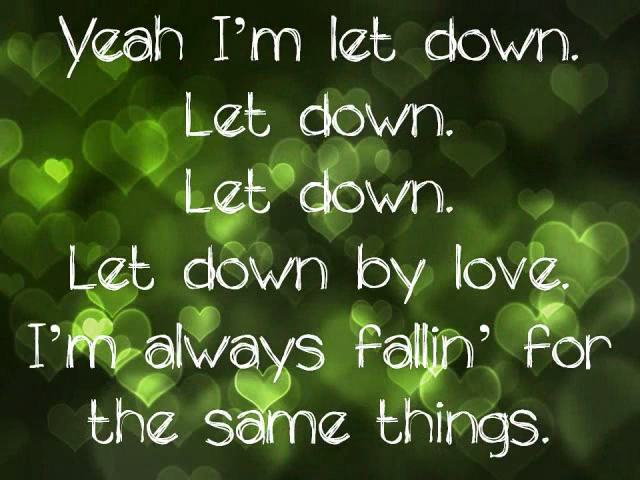 Yeah I'm let down.
Let down.
Let down.
Let down by love.
I'm always fallin' for
the same things.